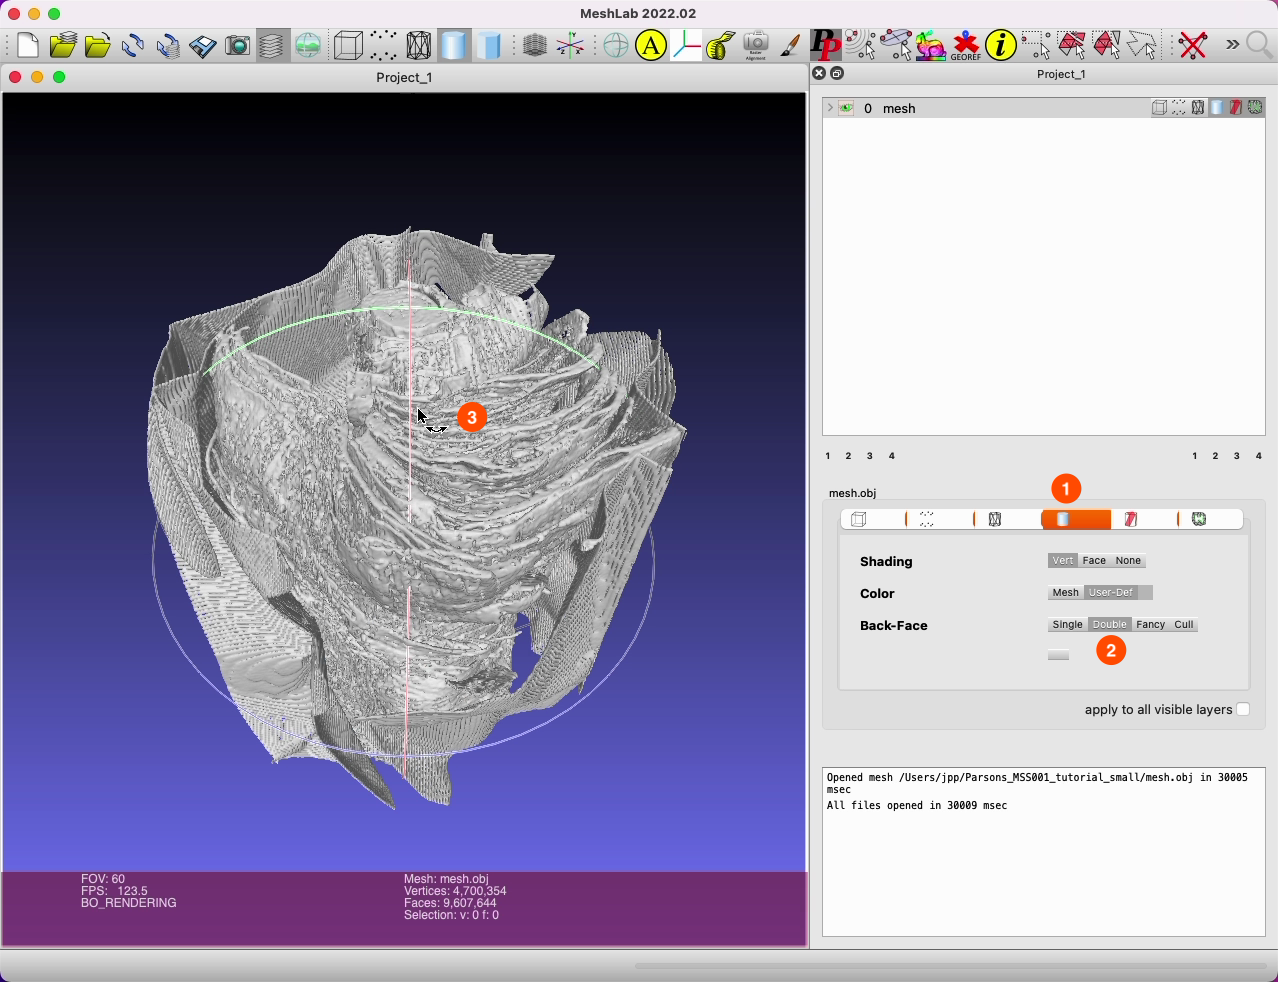 MeshLab 2022.02
A
PP
GEOREF
i
»
Project_1
Project_1
0 mesh
1 2 3 4
1 2 3 4
1
mesh.obj
Shading
Vert Face None
Color
Mesh User-Def
Back-Face
Single Double Fancy Cull
2
apply to all visible layers
3
Opened mesh /Users/jpp/Parsons_MSS001_tutorial_small/mesh.obj in 30005
msec
All files opened in 30009 msec
FOV: 60
FPS: 123.5
BO_RENDERING
Mesh: mesh.obj
Vertices: 4,700,354
Faces: 9,607,644
Selection: v: 0 f: 0